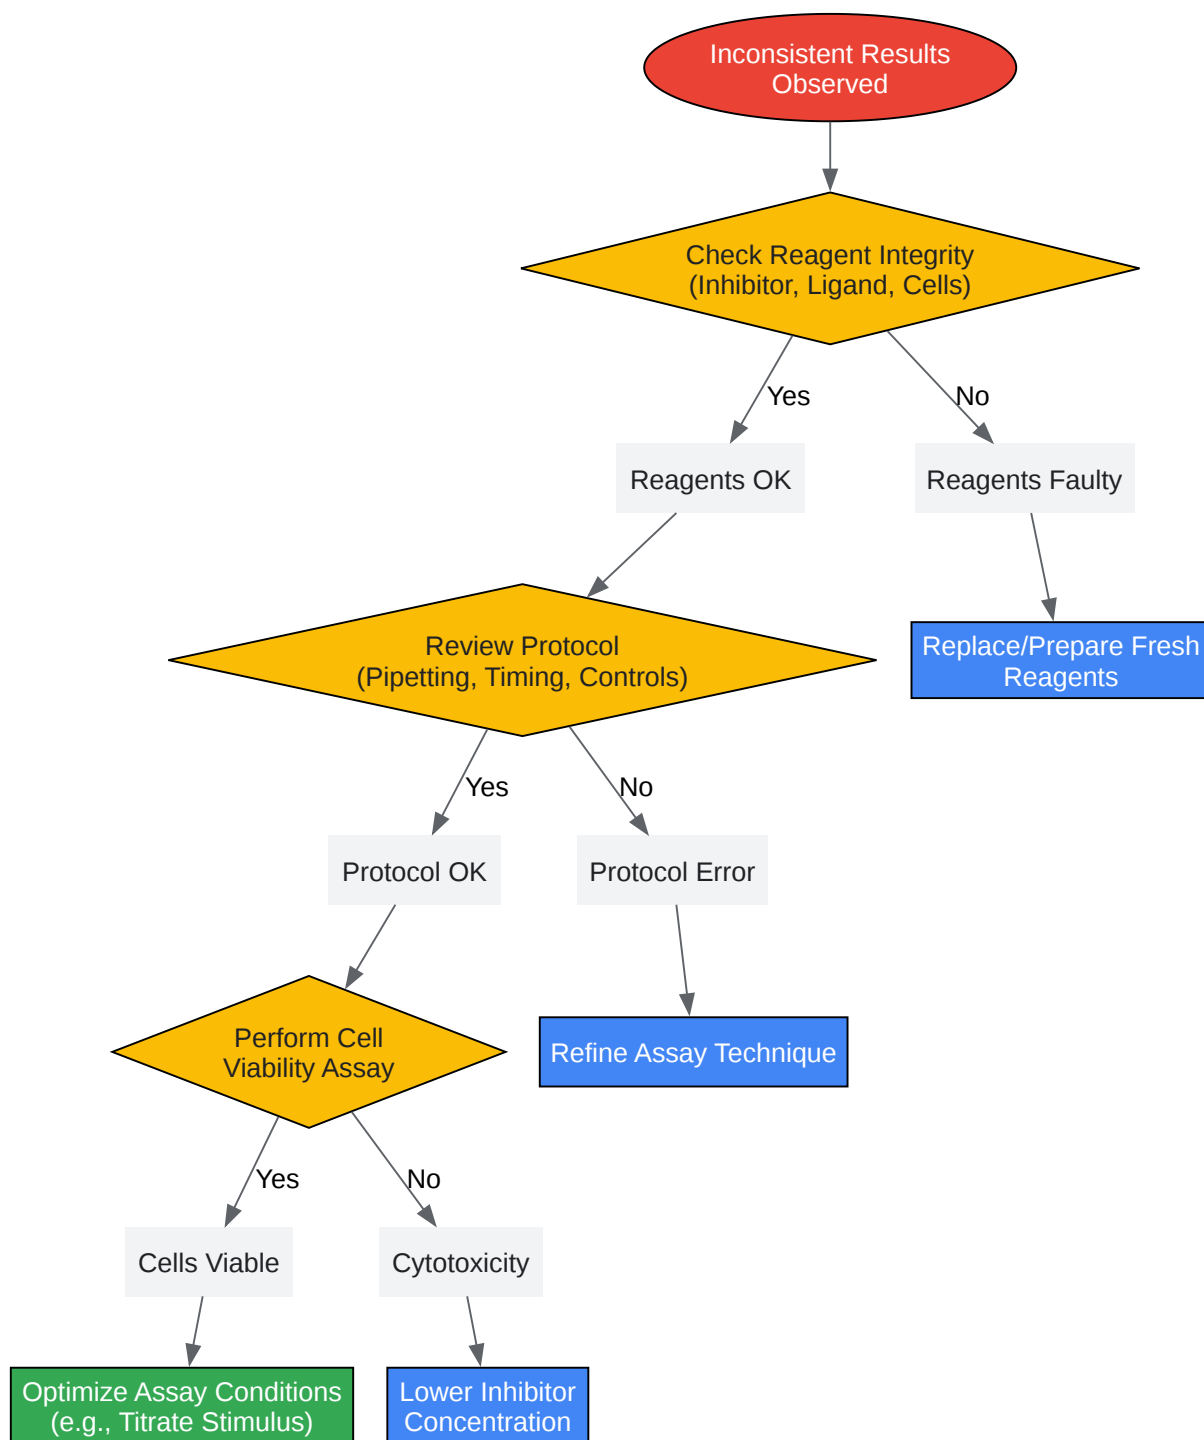 Inconsistent Results
Observed
Check Reagent Integrity
(Inhibitor, Ligand, Cells)
Yes
No
Reagents OK
Reagents Faulty
Review Protocol
(Pipetting, Timing, Controls)
Replace/Prepare Fresh
Reagents
Yes
No
Protocol OK
Protocol Error
Perform Cell
Viability Assay
Refine Assay Technique
Yes
No
Cells Viable
Cytotoxicity
Optimize Assay Conditions
(e.g., Titrate Stimulus)
Lower Inhibitor
Concentration